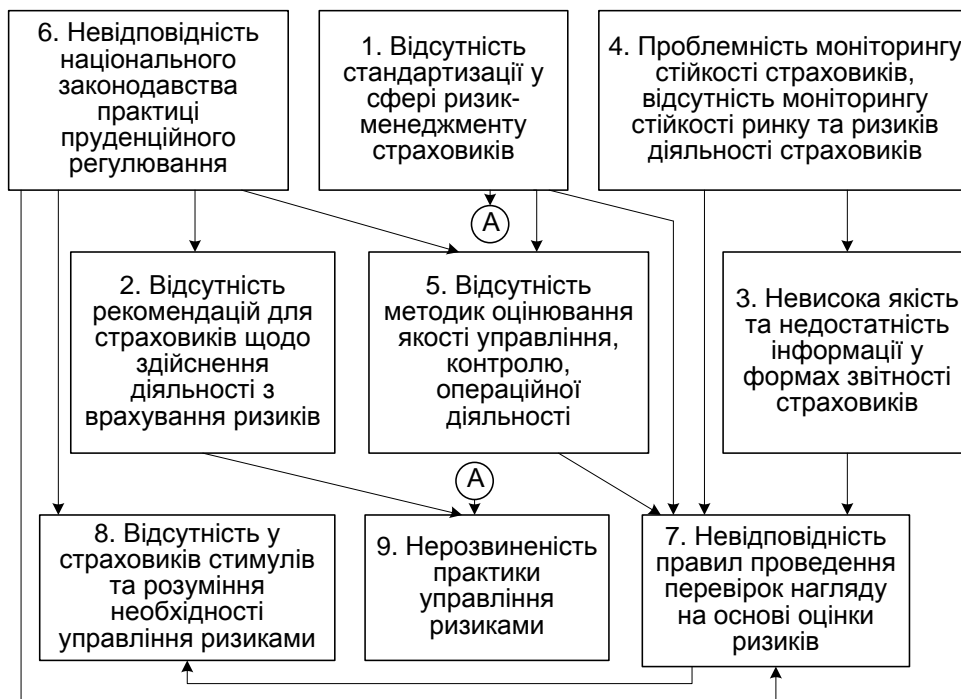 6. Невідповідність
національного
законодавства
практиці
пруденційного
регулювання
1. Відсутність
стандартизації у
сфері ризик-
менеджменту
страховиків
4. Проблемність моніторингу
стійкості страховиків,
відсутність моніторингу
стійкості ринку та ризиків
діяльності страховиків
А
2. Відсутність
рекомендацій для
страховиків щодо
здійснення
діяльності з
врахування ризиків
5. Відсутність
методик оцінювання
якості управління,
контролю,
операційної
діяльності
3. Невисока якість
та недостатність
інформації у
формах звітності
страховиків
А
8. Відсутність у
страховиків стимулів
та розуміння
необхідності
управління ризиками
9. Нерозвиненість
практики
управління
ризиками
7. Невідповідність
правил проведення
перевірок нагляду
на основі оцінки
ризиків